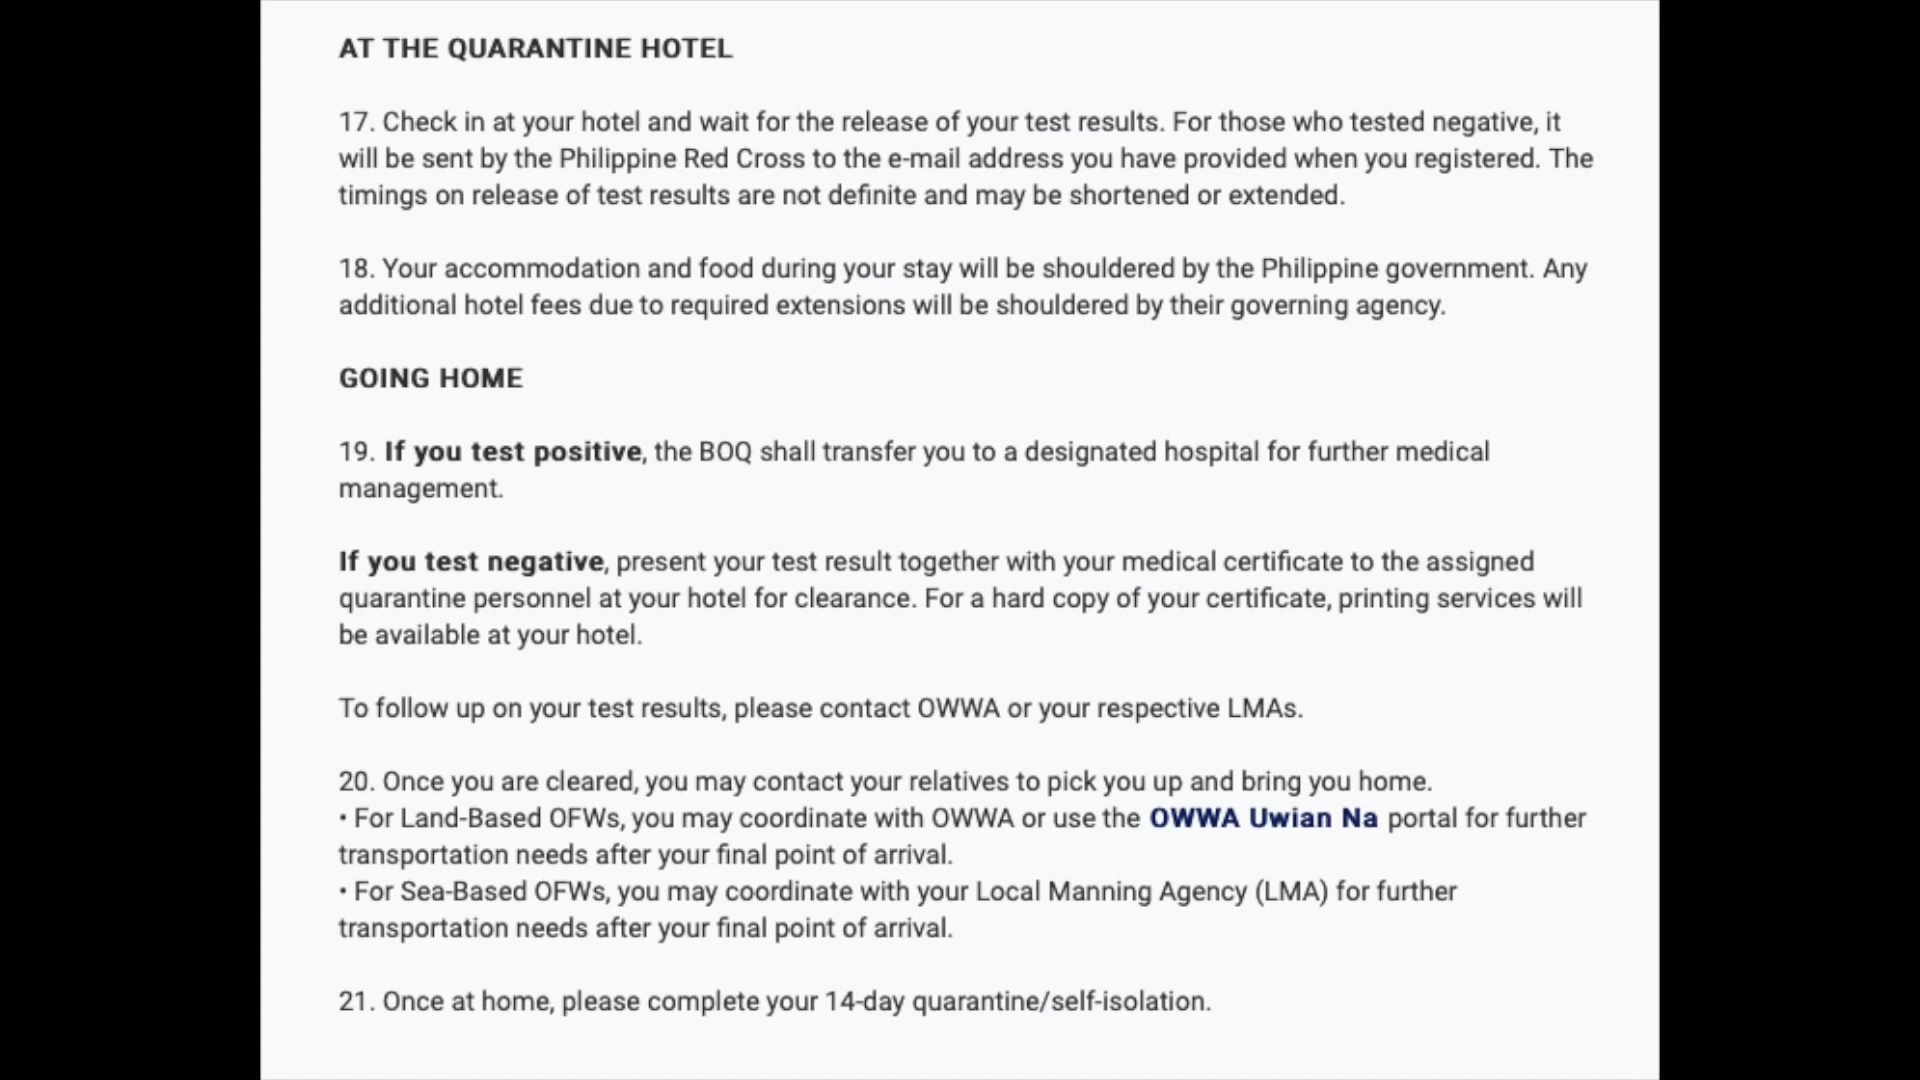 AT THE QUARANTINE HOTEL
17. Check in at your hotel and wait for the release of your test results. For those who tested negative, it
will be sent by the Philippine Red Cross to the e-mail address you have provided when you registered. The
timings on release of test results are not definite and may be shortened or extended.
18. Your accommodation and food during your stay will be shouldered by the Philippine government. Any
additional hotel fees due to required extensions will be shouldered by their governing agency.
GOING HOME
19. If you test positive, the BOQ shall transfer you to a designated hospital for further medical
management.
If you test negative, present your test result together with your medical certificate to the assigned
quarantine personnel at your hotel for clearance. For a hard copy of your certificate, printing services will
be available at your hotel.
To follow up on your test results, please contact OWWA or your respective LMAs.
20. Once you are cleared, you may contact your relatives to pick you up and bring you home.
• For Land-Based OFWs, you may coordinate with OWWA or use the OWWA Uwian Na portal for further
transportation needs after your final point of arrival.
• For Sea-Based OFWs, you may coordinate with your Local Manning Agency (LMA) for further
transportation needs after your final point of arrival.
21. Once at home, please complete your 14-day quarantine/self-isolation.